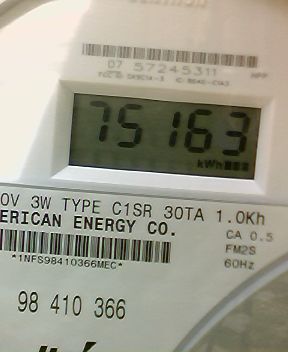 07 57245311
75163
kWh
0V 3W TYPE C1SR 30TA 1.0Kh
ERICAN ENERGY CO.
CA 0.5
FM2S
*1NFS98410366MEC*
60Hz
98 410 366